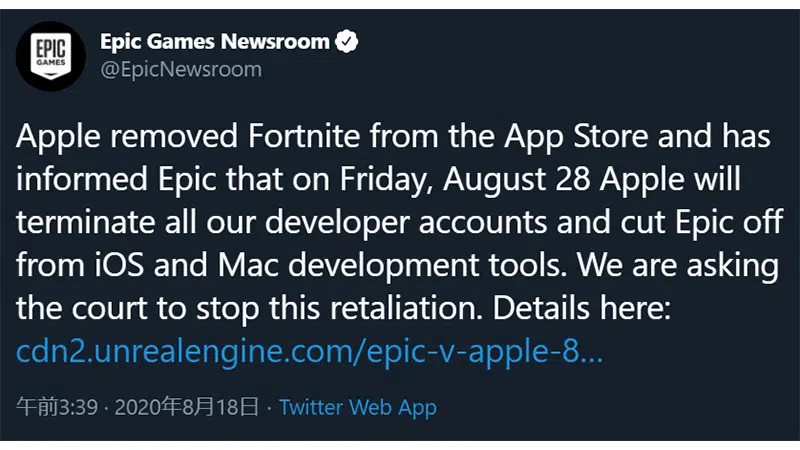 EPIC
GAMES
Epic Games Newsroom
@EpicNewsroom
Apple removed Fortnite from the App Store and has
informed Epic that on Friday, August 28 Apple will
terminate all our developer accounts and cut Epic off
from iOS and Mac development tools. We are asking
the court to stop this retaliation. Details here:
cdn2.unrealengine.com/epic-v-apple-8...
午前3:39 · 2020年8月18日 · Twitter Web App